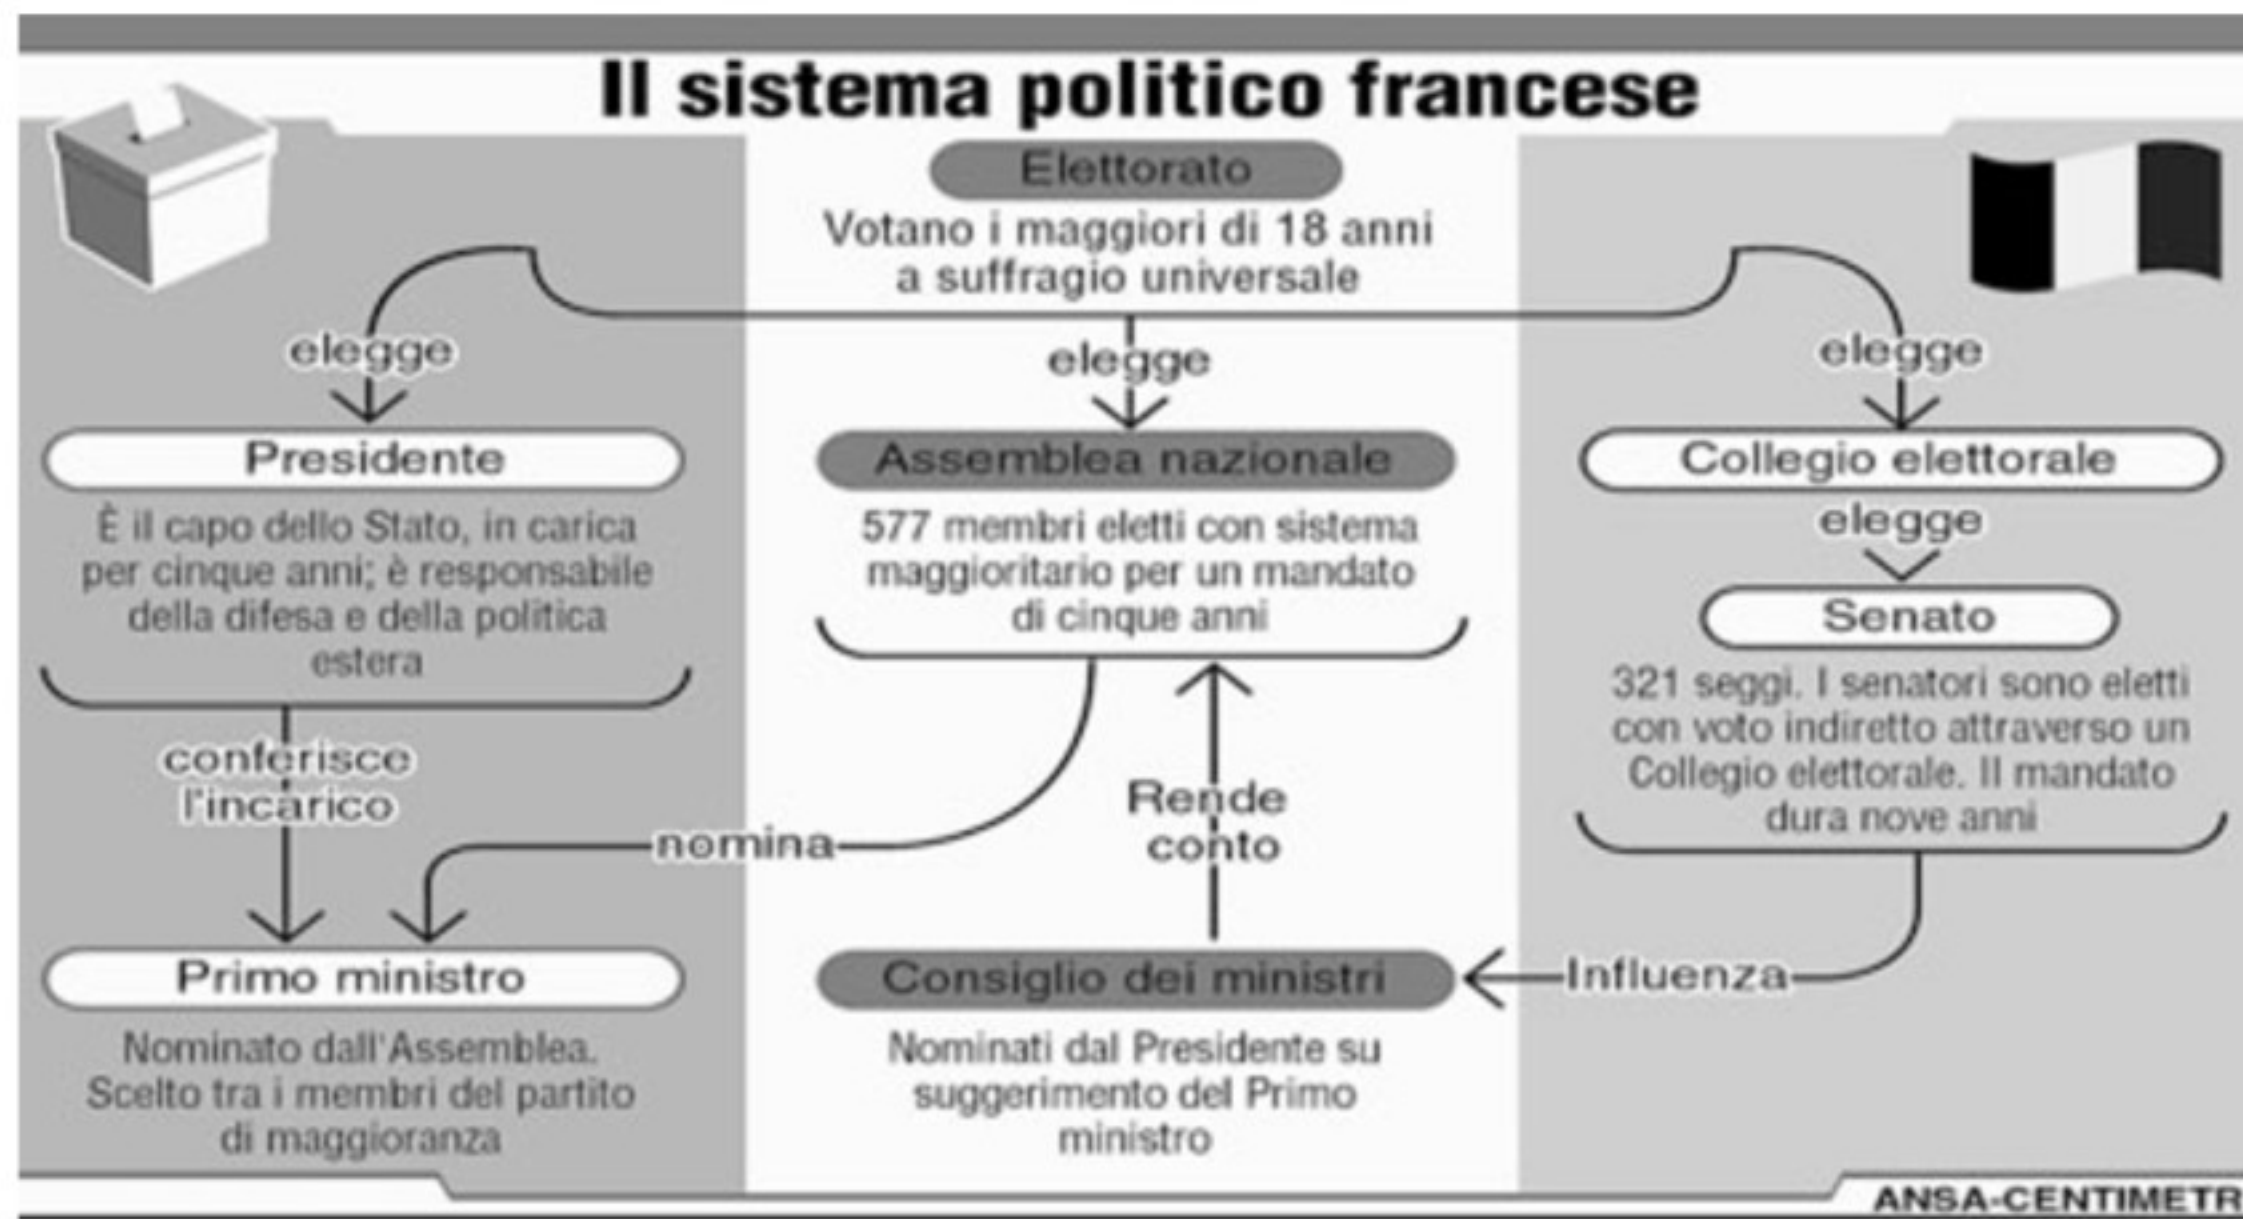 Il sistema politico francese
Elettorato
Votano i maggiori di 18 anni
a suffragio universale
elegge
elegge
elegge
Presidente
È il capo dello Stato, in carica
per cinque anni; è responsabile
della difesa e della politica
estera
Assemblea nazionale
577 membri eletti con sistema
maggioritario per un mandato
di cinque anni
Collegio elettorale
elegge
Senato
321 seggi. I senatori sono eletti
con voto indiretto attraverso un
Collegio elettorale. Il mandato
dura nove anni
conferisce
l'incarico
nomina
Rende
conto
Influenza
Primo ministro
Nominato dall'Assemblea.
Scelto tra i membri del partito
di maggioranza
Consiglio dei ministri
Nominati dal Presidente su
suggerimento del Primo
ministro
ANSA-CENTIMETR